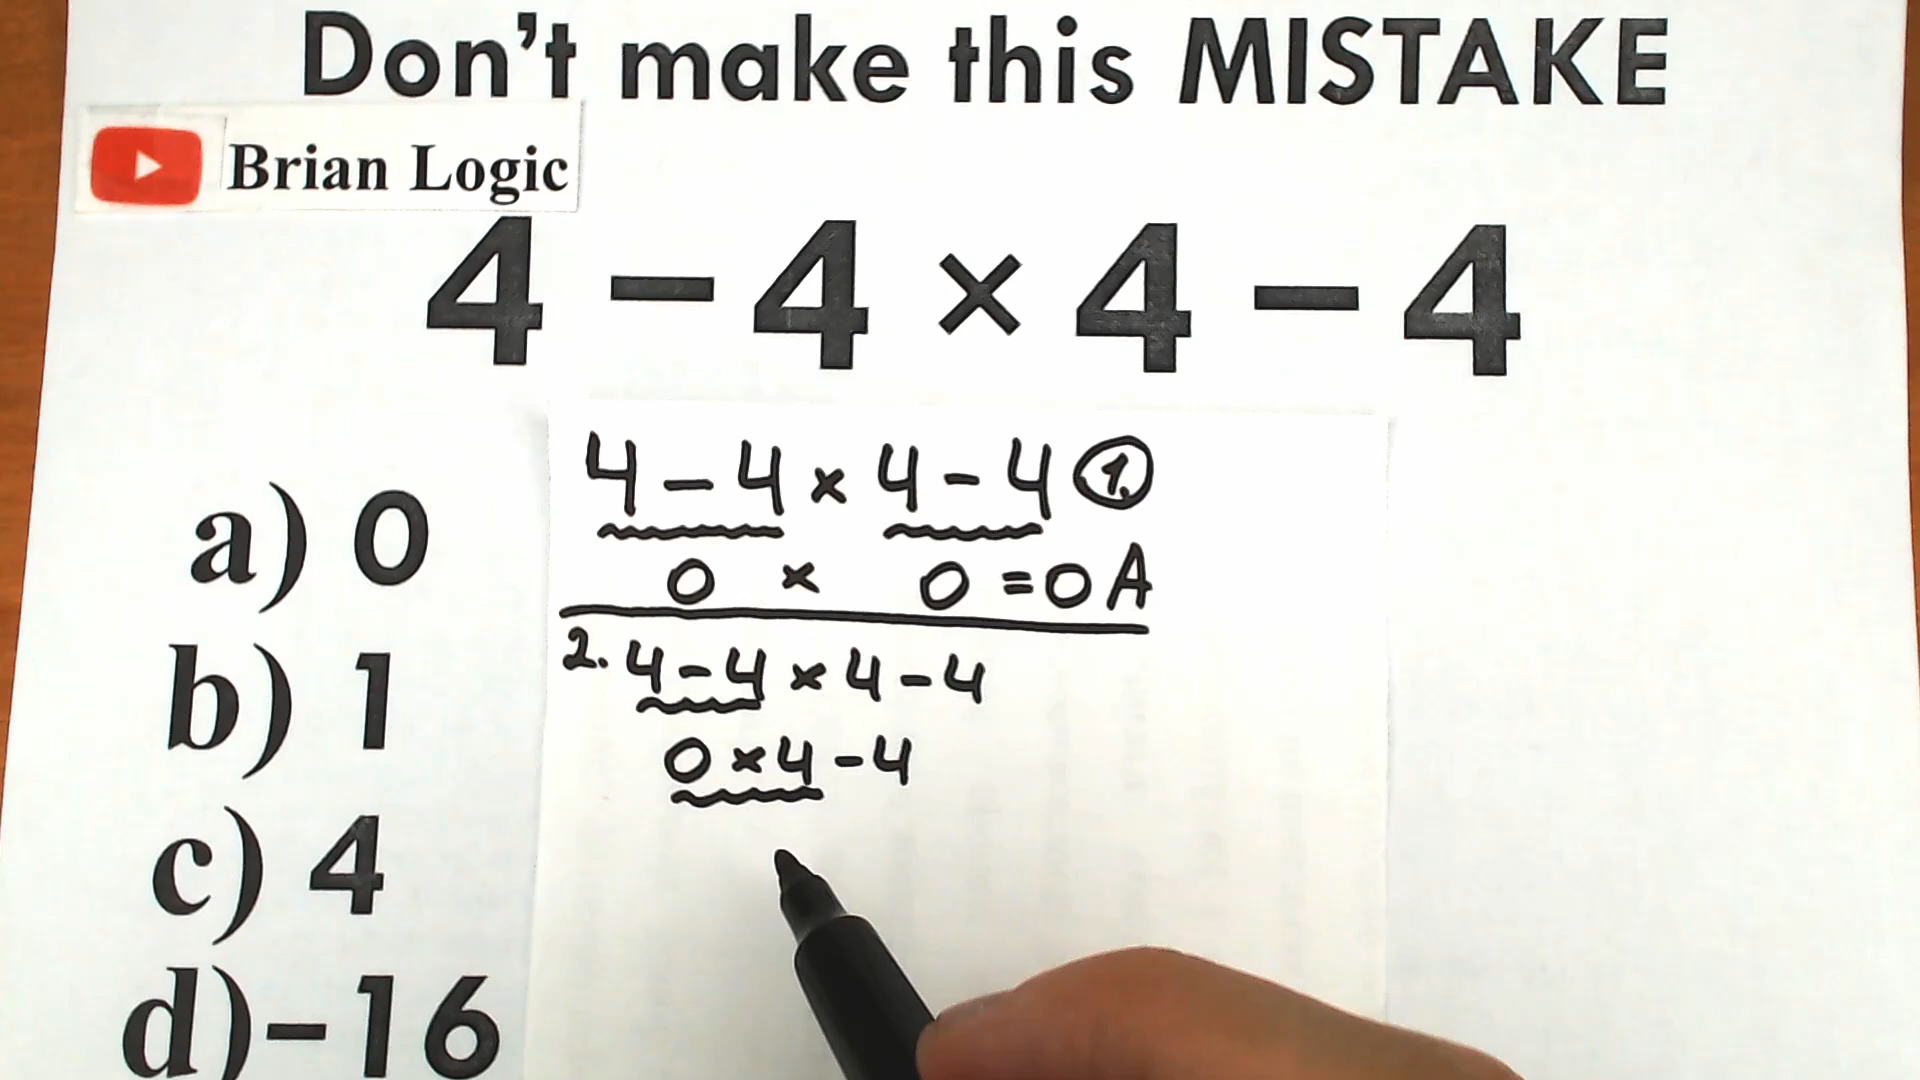 Don't make this MISTAKE
Brian Logic
4 – 4 × 4 – 4
a) 0
b) 1
c) 4
d) -16
4 - 4 × 4 - 4 1.
0 × 0 = 0 A
2. 4 - 4 × 4 - 4
0 × 4 - 4